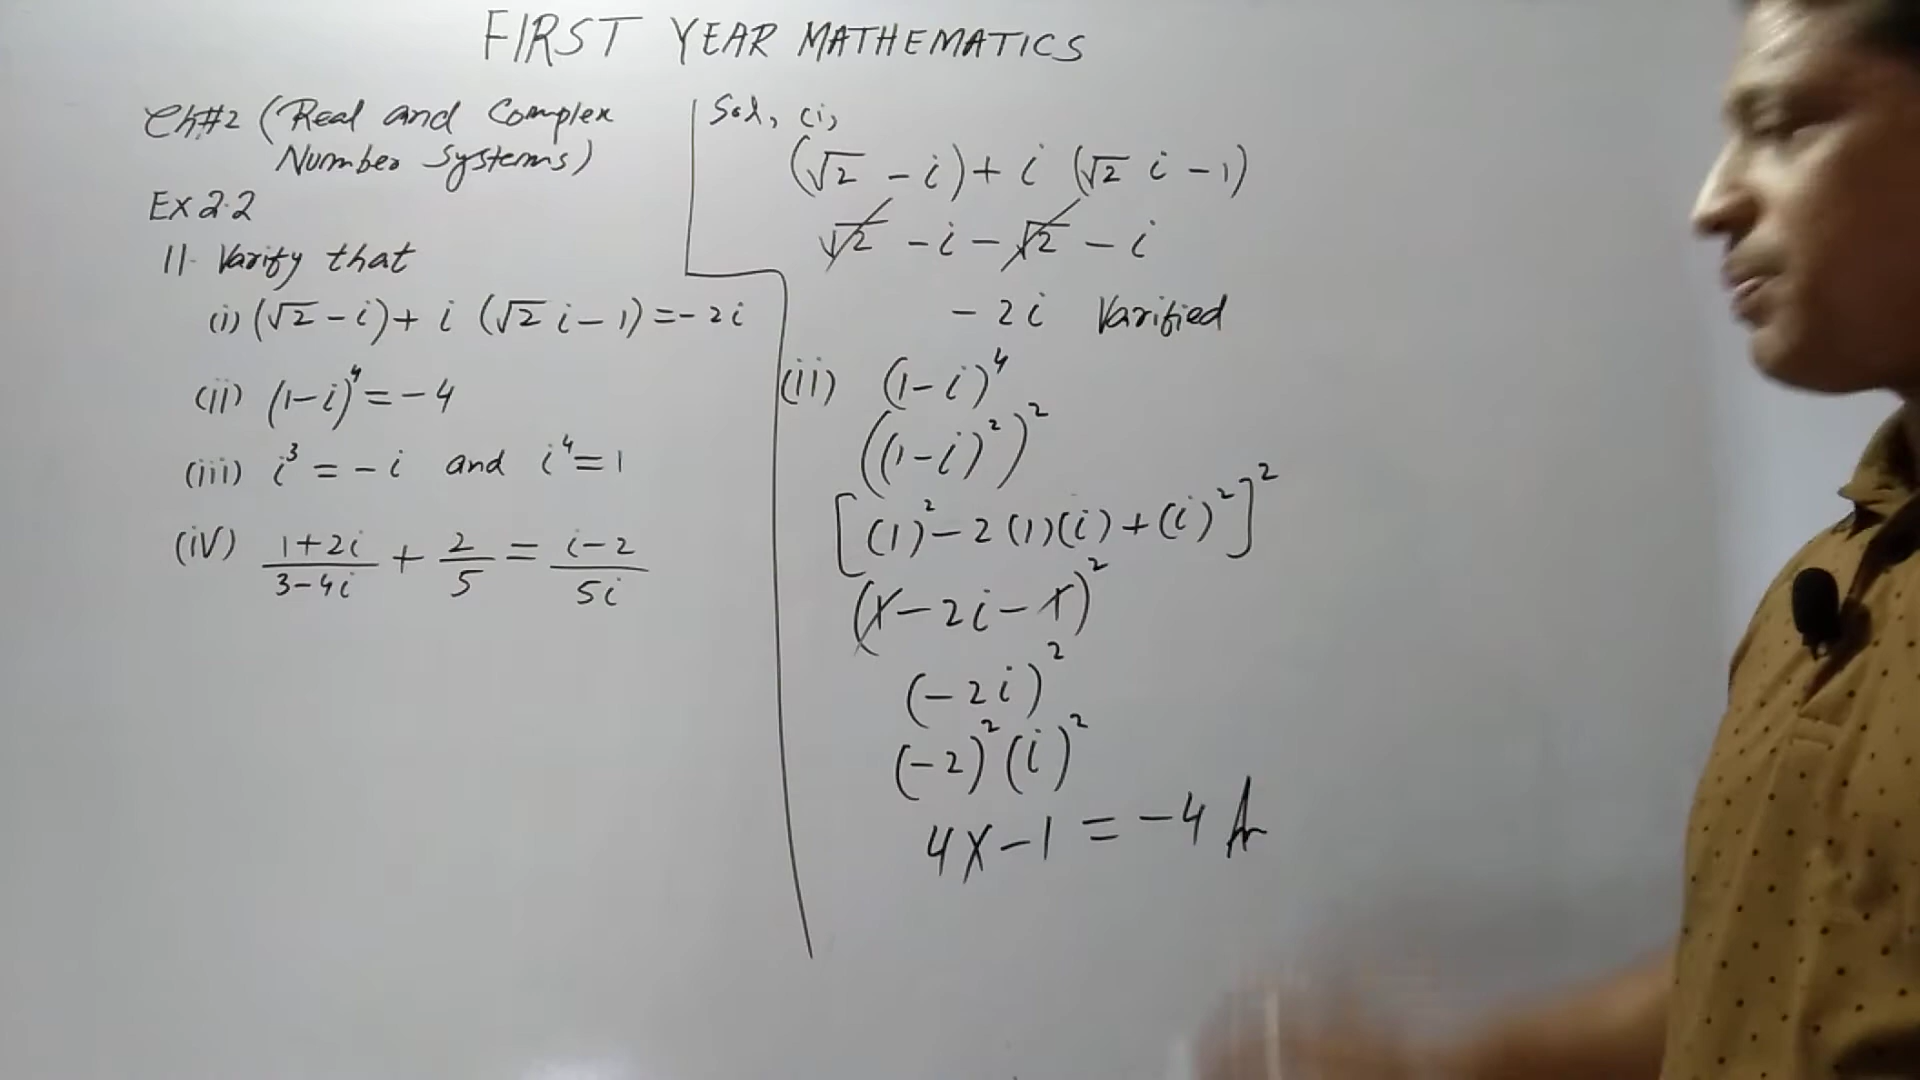 FIRST YEAR MATHEMATICS
Ch#2 (Real and Complex
Number Systems)
Ex 2.2
11. Varify that
(i) (√2 - i) + i (√2 i - 1) = -2i
(ii) (1-i)⁴ = -4
(iii) i³ = -i and i⁴ = 1
(iv) 1+2i/3-4i + 2/5 = i-2/5i
Sol, (i),
(√2 - i) + i (√2 i - 1)
√2 - i - √2 - i
- 2i Varified
(ii) (1-i)⁴
((1-i)²)²
[(1)² - 2(1)(i) + (i)²]²
(1 - 2i - 1)²
(-2i)²
(-2)² (i)²
4x-1 = -4 A